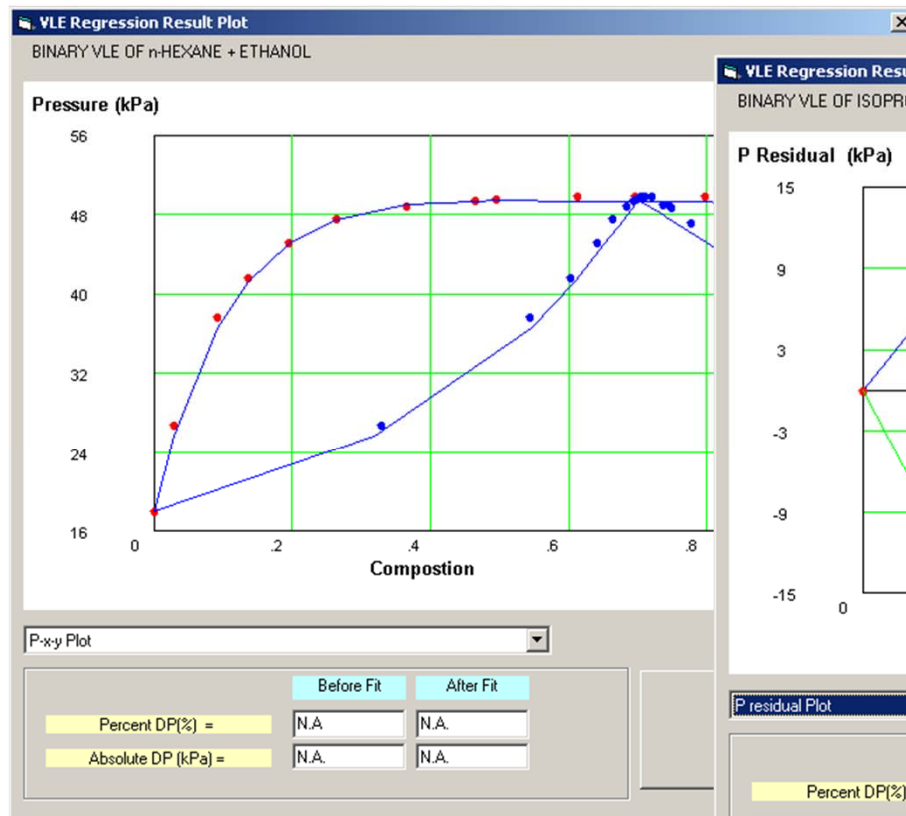 VLE Regression Result Plot
BINARY VLE OF n-HEXANE + ETHANOL
Pressure (kPa)
56
48
40
32
24
16
0 .2 .4 .6 .8
Compostion
P-x-y Plot
Before Fit After Fit
Percent DP(%) = N.A N.A.
Absolute DP (kPa) = N.A. N.A.
VLE Regression Resu
BINARY VLE OF ISOPR
P Residual (kPa)
15
9
3
-3
-9
-15
0
P residual Plot
Percent DP(%)